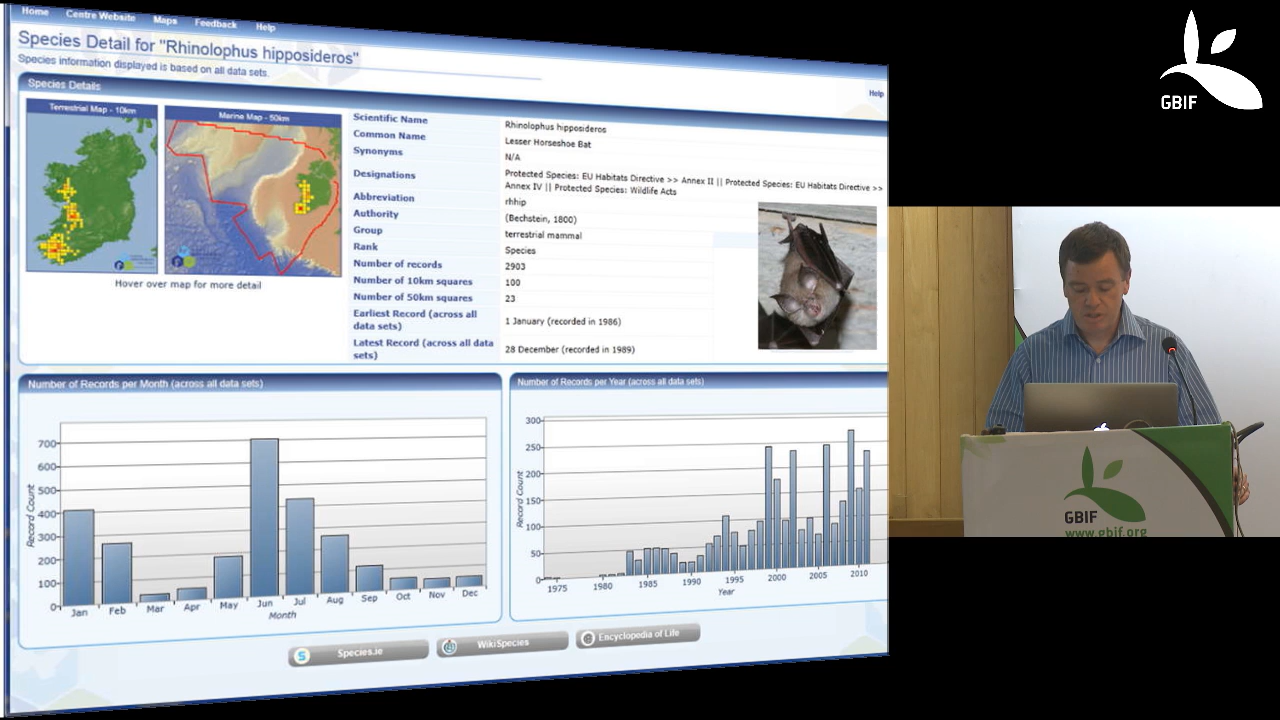 Home Centre Website Maps Feedback Help
Species Detail for "Rhinolophus hipposideros"
Species information displayed is based on all data sets.
Help
Species Details
Terrestrial Map - 10km
Marine Map - 50km
Hover over map for more detail
Scientific Name Rhinolophus hipposideros
Common Name Lesser Horseshoe Bat
Synonyms N/A
Designations Protected Species: EU Habitats Directive >> Annex II || Protected Species: EU Habitats Directive >>
Annex IV || Protected Species: Wildlife Acts
Abbreviation rhhip
Authority (Bechstein, 1800)
Group terrestrial mammal
Rank Species
Number of records 2903
Number of 10km squares 100
Number of 50km squares 23
Earliest Record (across all
data sets) 1 January (recorded in 1986)
Latest Record (across all data
sets) 28 December (recorded in 1989)
Number of Records per Month (across all data sets)
700
600
500
400
300
200
100
0
Record Count
Jan Feb Mar Apr May Jun Jul Aug Sep Oct Nov Dec
Month
Number of Records per Year (across all data sets)
300
250
200
150
100
50
0
Record Count
1975 1980 1985 1990 1995 2000 2005 2010
Year
Species.ie
WikiSpecies
Encyclopedia of Life
GBIF
GBIF
www.gbif.org